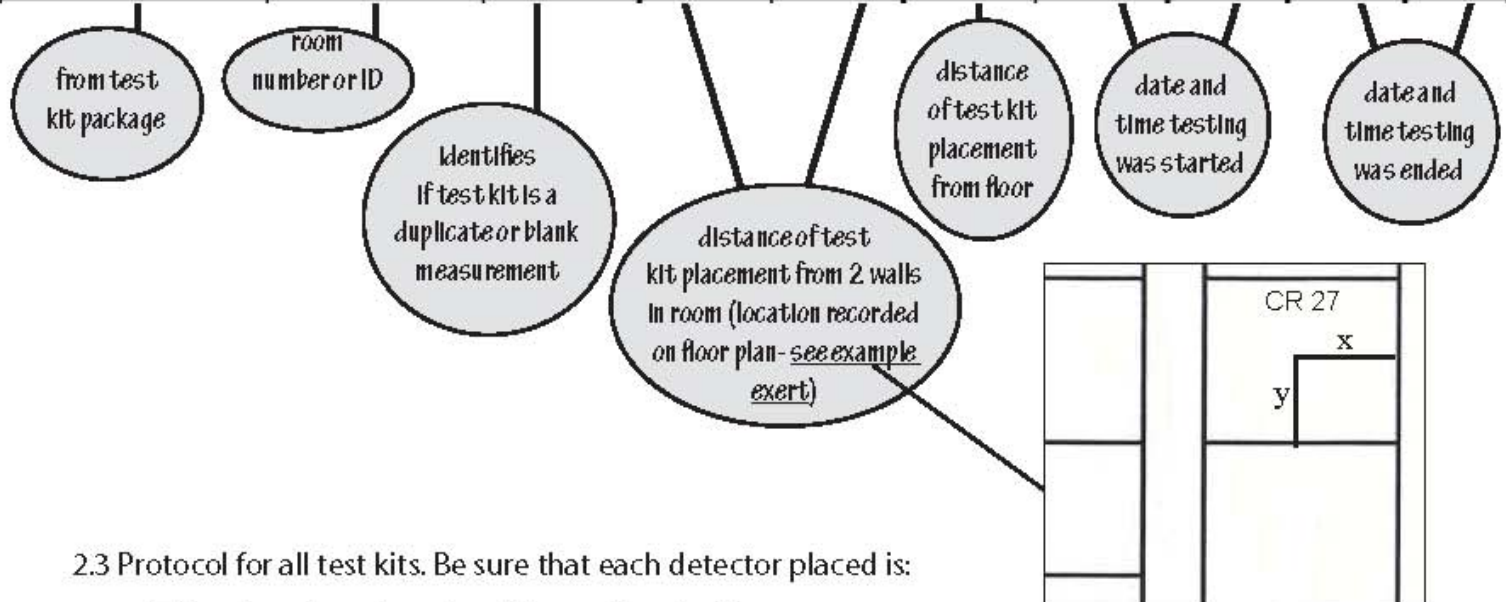 from test
kit package
room
number or ID
identifies
if test kit is a
duplicate or blank
measurement
distance of test
kit placement from 2 walls
in room (location recorded
on floor plan- see example
exert)
distance
of test kit
placement
from floor
date and
time testing
was started
date and
time testing
was ended
CR 27
x
y
2.3 Protocol for all test kits. Be sure that each detector placed is: